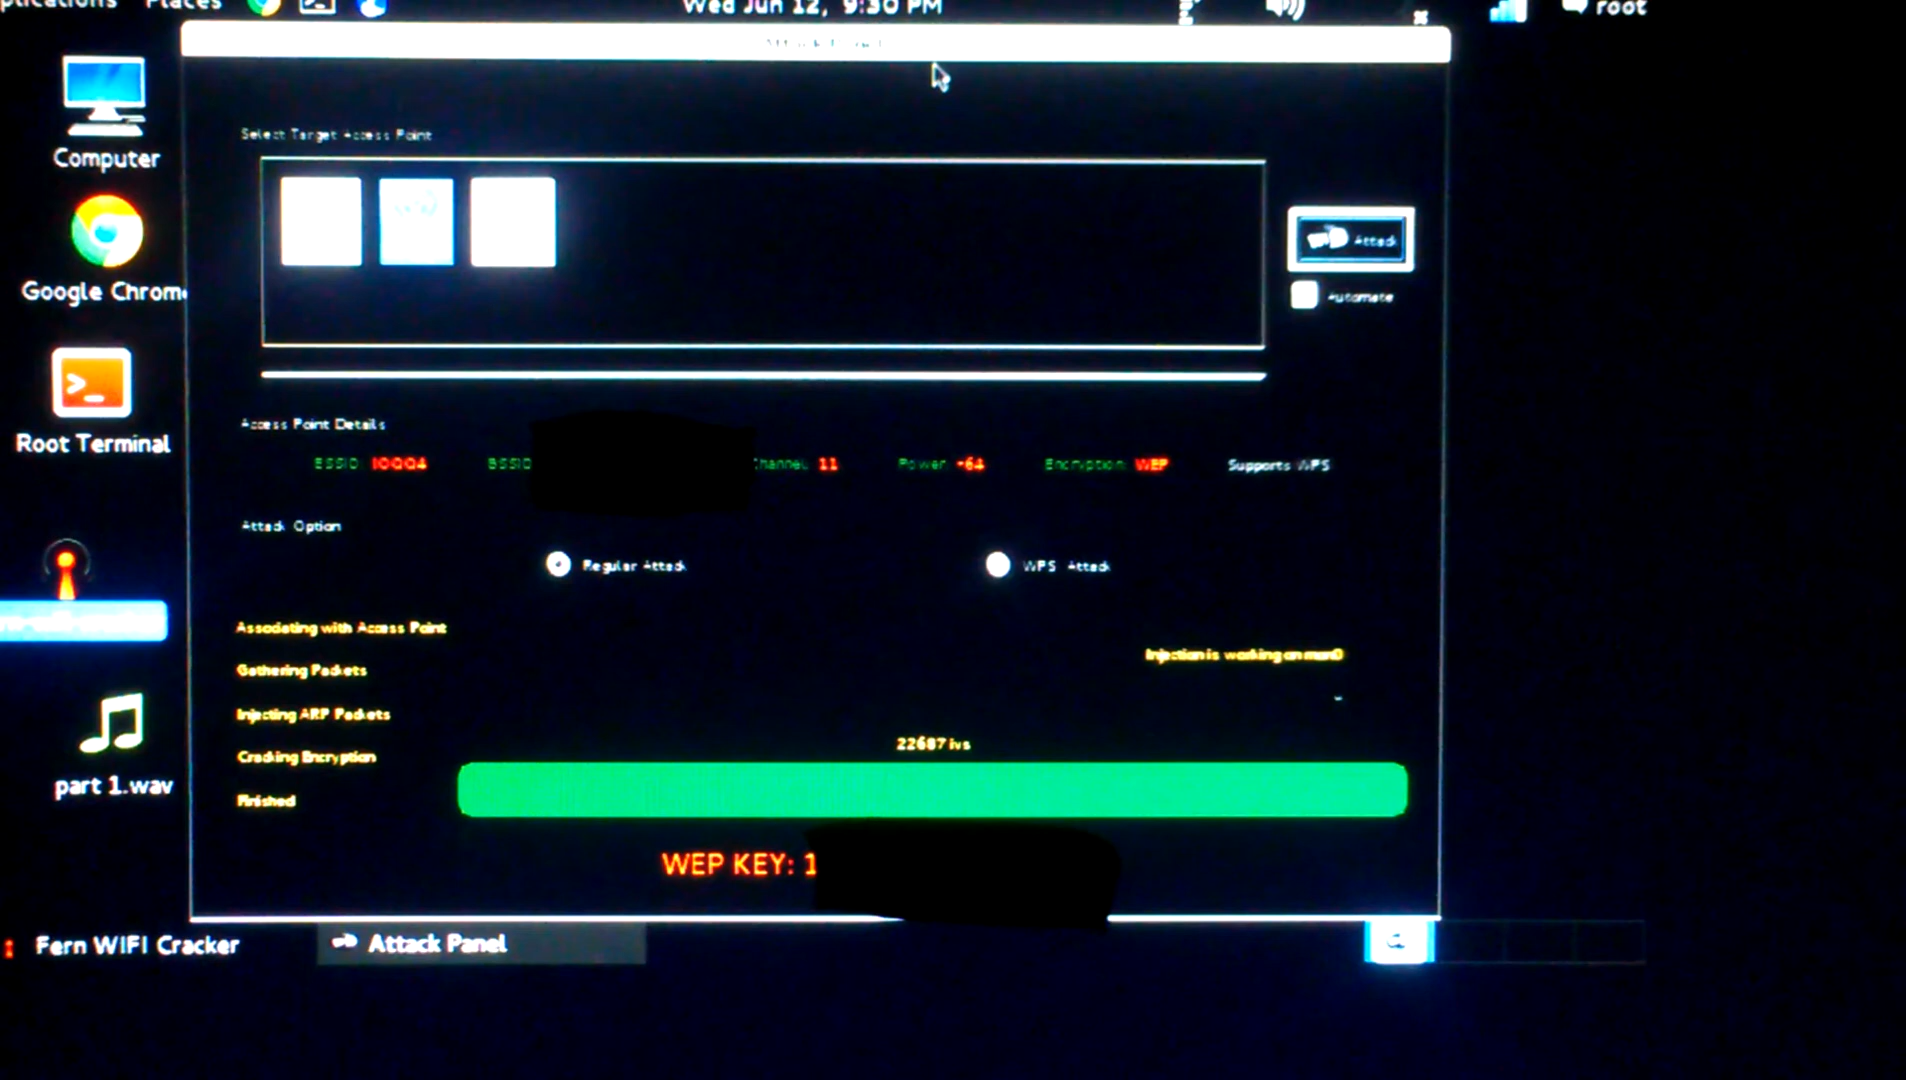 plications Places
Wed Jun 12, 9:30 PM
root
Computer
Google Chrom
Root Terminal
part 1.wav
Select Target Access Point
Attack
Automate
Access Point Details
ESSID: IOQQ4 BSSID Channel: 11 Power: -64 Encryption: WEP Supports WPS
Attack Option
Regular Attack WPS Attack
Associating with Access Point
Injection is working on mon0
Gathering Packets
Injecting ARP Packets
22687 ivs
Cracking Encryption
Finished
WEP KEY: 1
Fern WIFI Cracker
Attack Panel